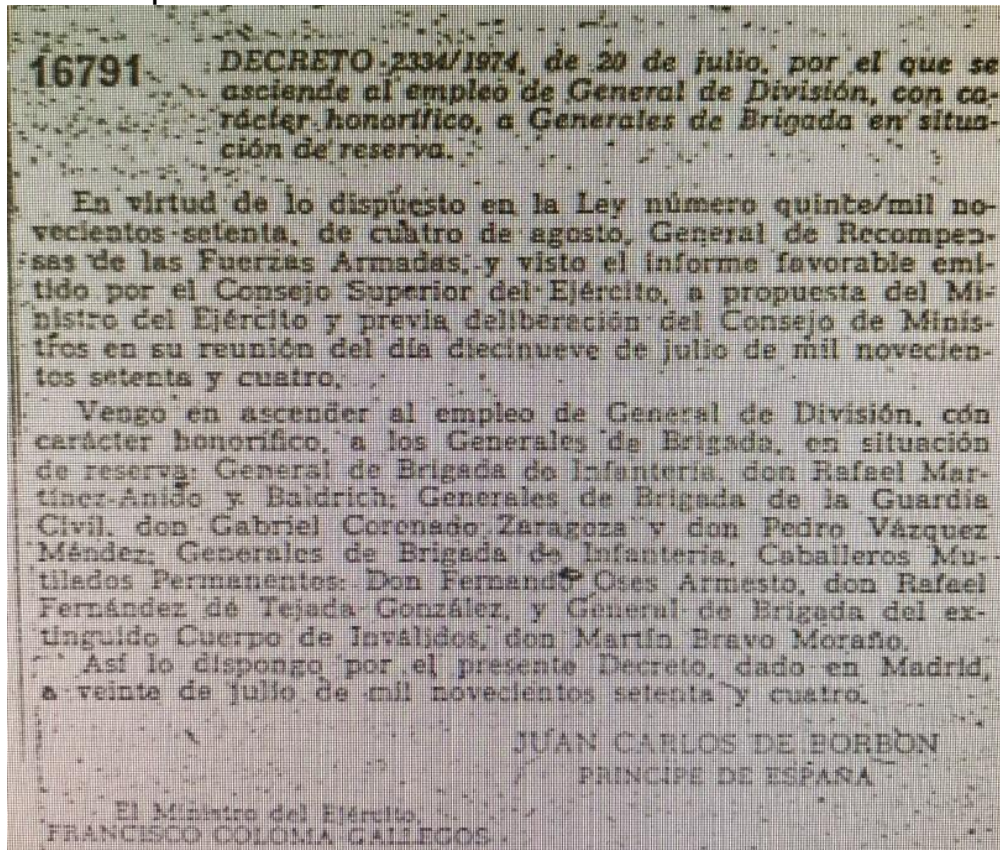 16791 DECRETO 2334/1974, de 20 de julio, por el que se
asciende al empleo de General de División, con ca-
rácter honorífico, a Generales de Brigada en situa-
ción de reserva.
En virtud de lo dispuesto en la Ley número quince/mil no-
vecientos setenta, de cuatro de agosto, General de Recompen-
sas de las Fuerzas Armadas, y visto el informe favorable emi-
tido por el Consejo Superior del Ejército, a propuesta del Mi-
nistro del Ejército y previa deliberación del Consejo de Minis-
tros en su reunión del día diecinueve de julio de mil novecien-
tos setenta y cuatro,
Vengo en ascender al empleo de General de División, con
carácter honorífico, a los Generales de Brigada, en situación
de reserva: General de Brigada de Infantería, don Rafael Mar-
tínez-Anido y Baldrich; Generales de Brigada de la Guardia
Civil, don Gabriel Coronado Zaragoza y don Pedro Vázquez
Méndez; Generales de Brigada de Infantería, Caballeros Mu-
tilados Permanentes: Don Fernando Oses Armesto, don Rafael
Fernández de Tejada González, y General de Brigada del ex-
tinguido Cuerpo de Inválidos, don Martín Bravo Moraño.
Así lo dispongo por el presente Decreto, dado en Madrid,
a veinte de julio de mil novecientos setenta y cuatro.
JUAN CARLOS DE BORBON
PRINCIPE DE ESPAÑA
El Ministro del Ejército,
FRANCISCO COLOMA GALLEGOS